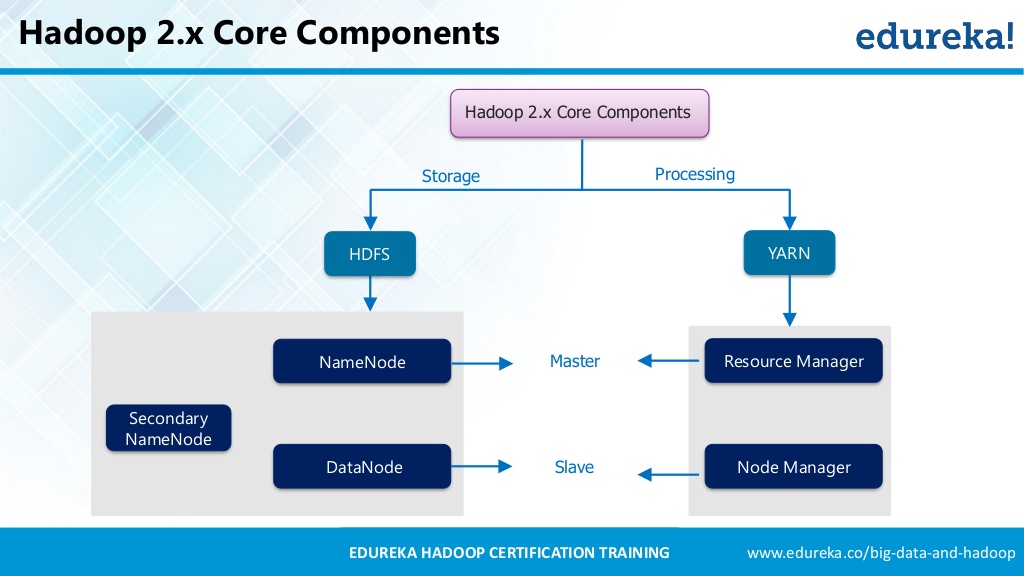 Hadoop 2.x Core Components
edureka!
Hadoop 2.x Core Components
Storage
Processing
HDFS
YARN
NameNode
Master
Resource Manager
Secondary
NameNode
DataNode
Slave
Node Manager
EDUREKA HADOOP CERTIFICATION TRAINING
www.edureka.co/big-data-and-hadoop